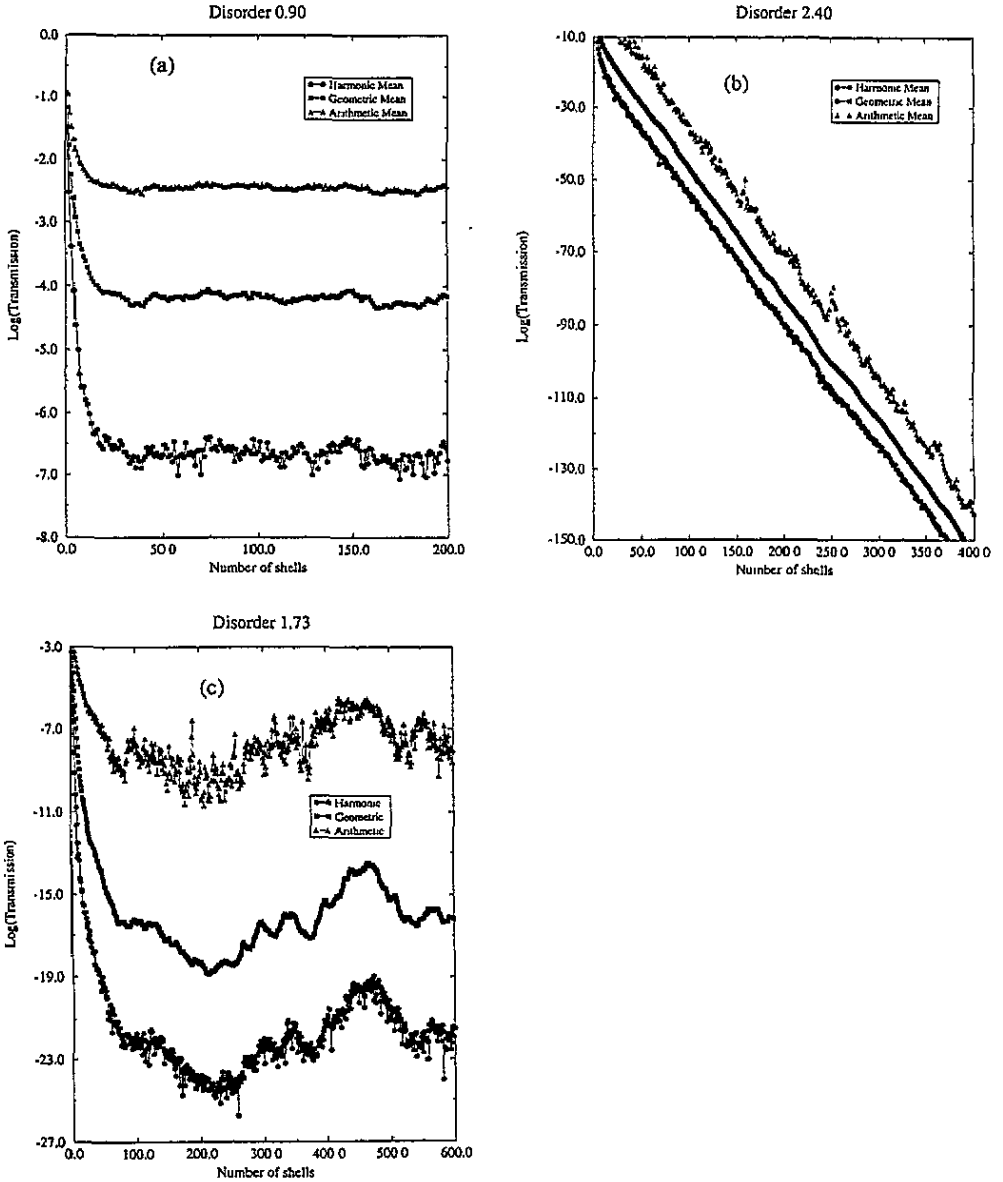 Disorder 0.90
0.0
-1.0
-2.0
-3.0
-4.0
-5.0
-6.0
-7.0
-8.0
Log(Transmission)
(a)
Harmonic Mean
Geometric Mean
Arithmetic Mean
0.0
50.0
100.0
150.0
200.0
Number of shells
Disorder 2.40
-10.0
-30.0
-50.0
-70.0
-90.0
-110.0
-130.0
-150.0
Log(Transmission)
(b)
Harmonic Mean
Geometric Mean
Arithmetic Mean
0.0
50.0
100.0
150.0
200.0
250 0
300.0
350 0
400 0
Number of shells
Disorder 1.73
-3.0
-7.0
-11.0
-15.0
-19.0
-23.0
-27.0
Log(Transmission)
(c)
Harmonic
Geometric
Arithmetic
0.0
100.0
200.0
300 0
400 0
500.0
600.0
Number of shells